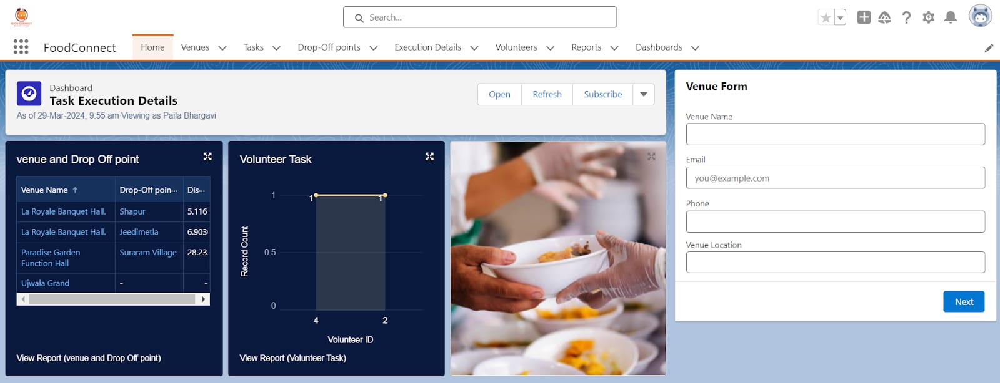 FOOD CONNECT
Search...
FoodConnect
Home
Venues
Tasks
Drop-Off points
Execution Details
Volunteers
Reports
Dashboards
Dashboard
Task Execution Details
As of 29-Mar-2024, 9:55 am·Viewing as Paila Bhargavi
Open
Refresh
Subscribe
venue and Drop Off point
Venue Name ↑ Drop-Off poin... Dis...
La Royale Banquet Hall. Shapur 5.116
La Royale Banquet Hall. Jeedimetla 6.903
Paradise Garden Suraram Village 28.23
Function Hall
Ujwala Grand - -
View Report (venue and Drop Off point)
Volunteer Task
Record Count
1
1
1
0.5
0
4
2
Volunteer ID
View Report (Volunteer Task)
Venue Form
Venue Name
Email
you@example.com
Phone
Venue Location
Next